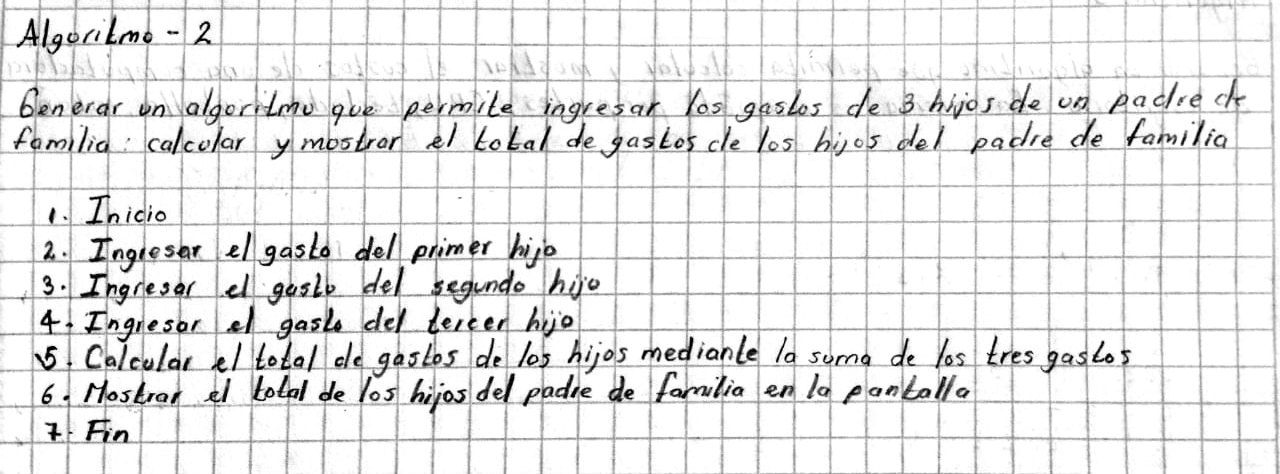 Algoritmo - 2
Generar un algoritmo que permite ingresar los gastos de 3 hijos de un padre de
familia: calcular y mostrar el total de gastos de los hijos del padre de familia
1. Inicio
2. Ingresar el gasto del primer hijo
3. Ingresar el gasto del segundo hijo
4. Ingresar el gasto del tercer hijo
5. Calcular el total de gastos de los hijos mediante la suma de los tres gastos
6. Mostrar el total de los hijos del padre de familia en la pantalla
7. Fin